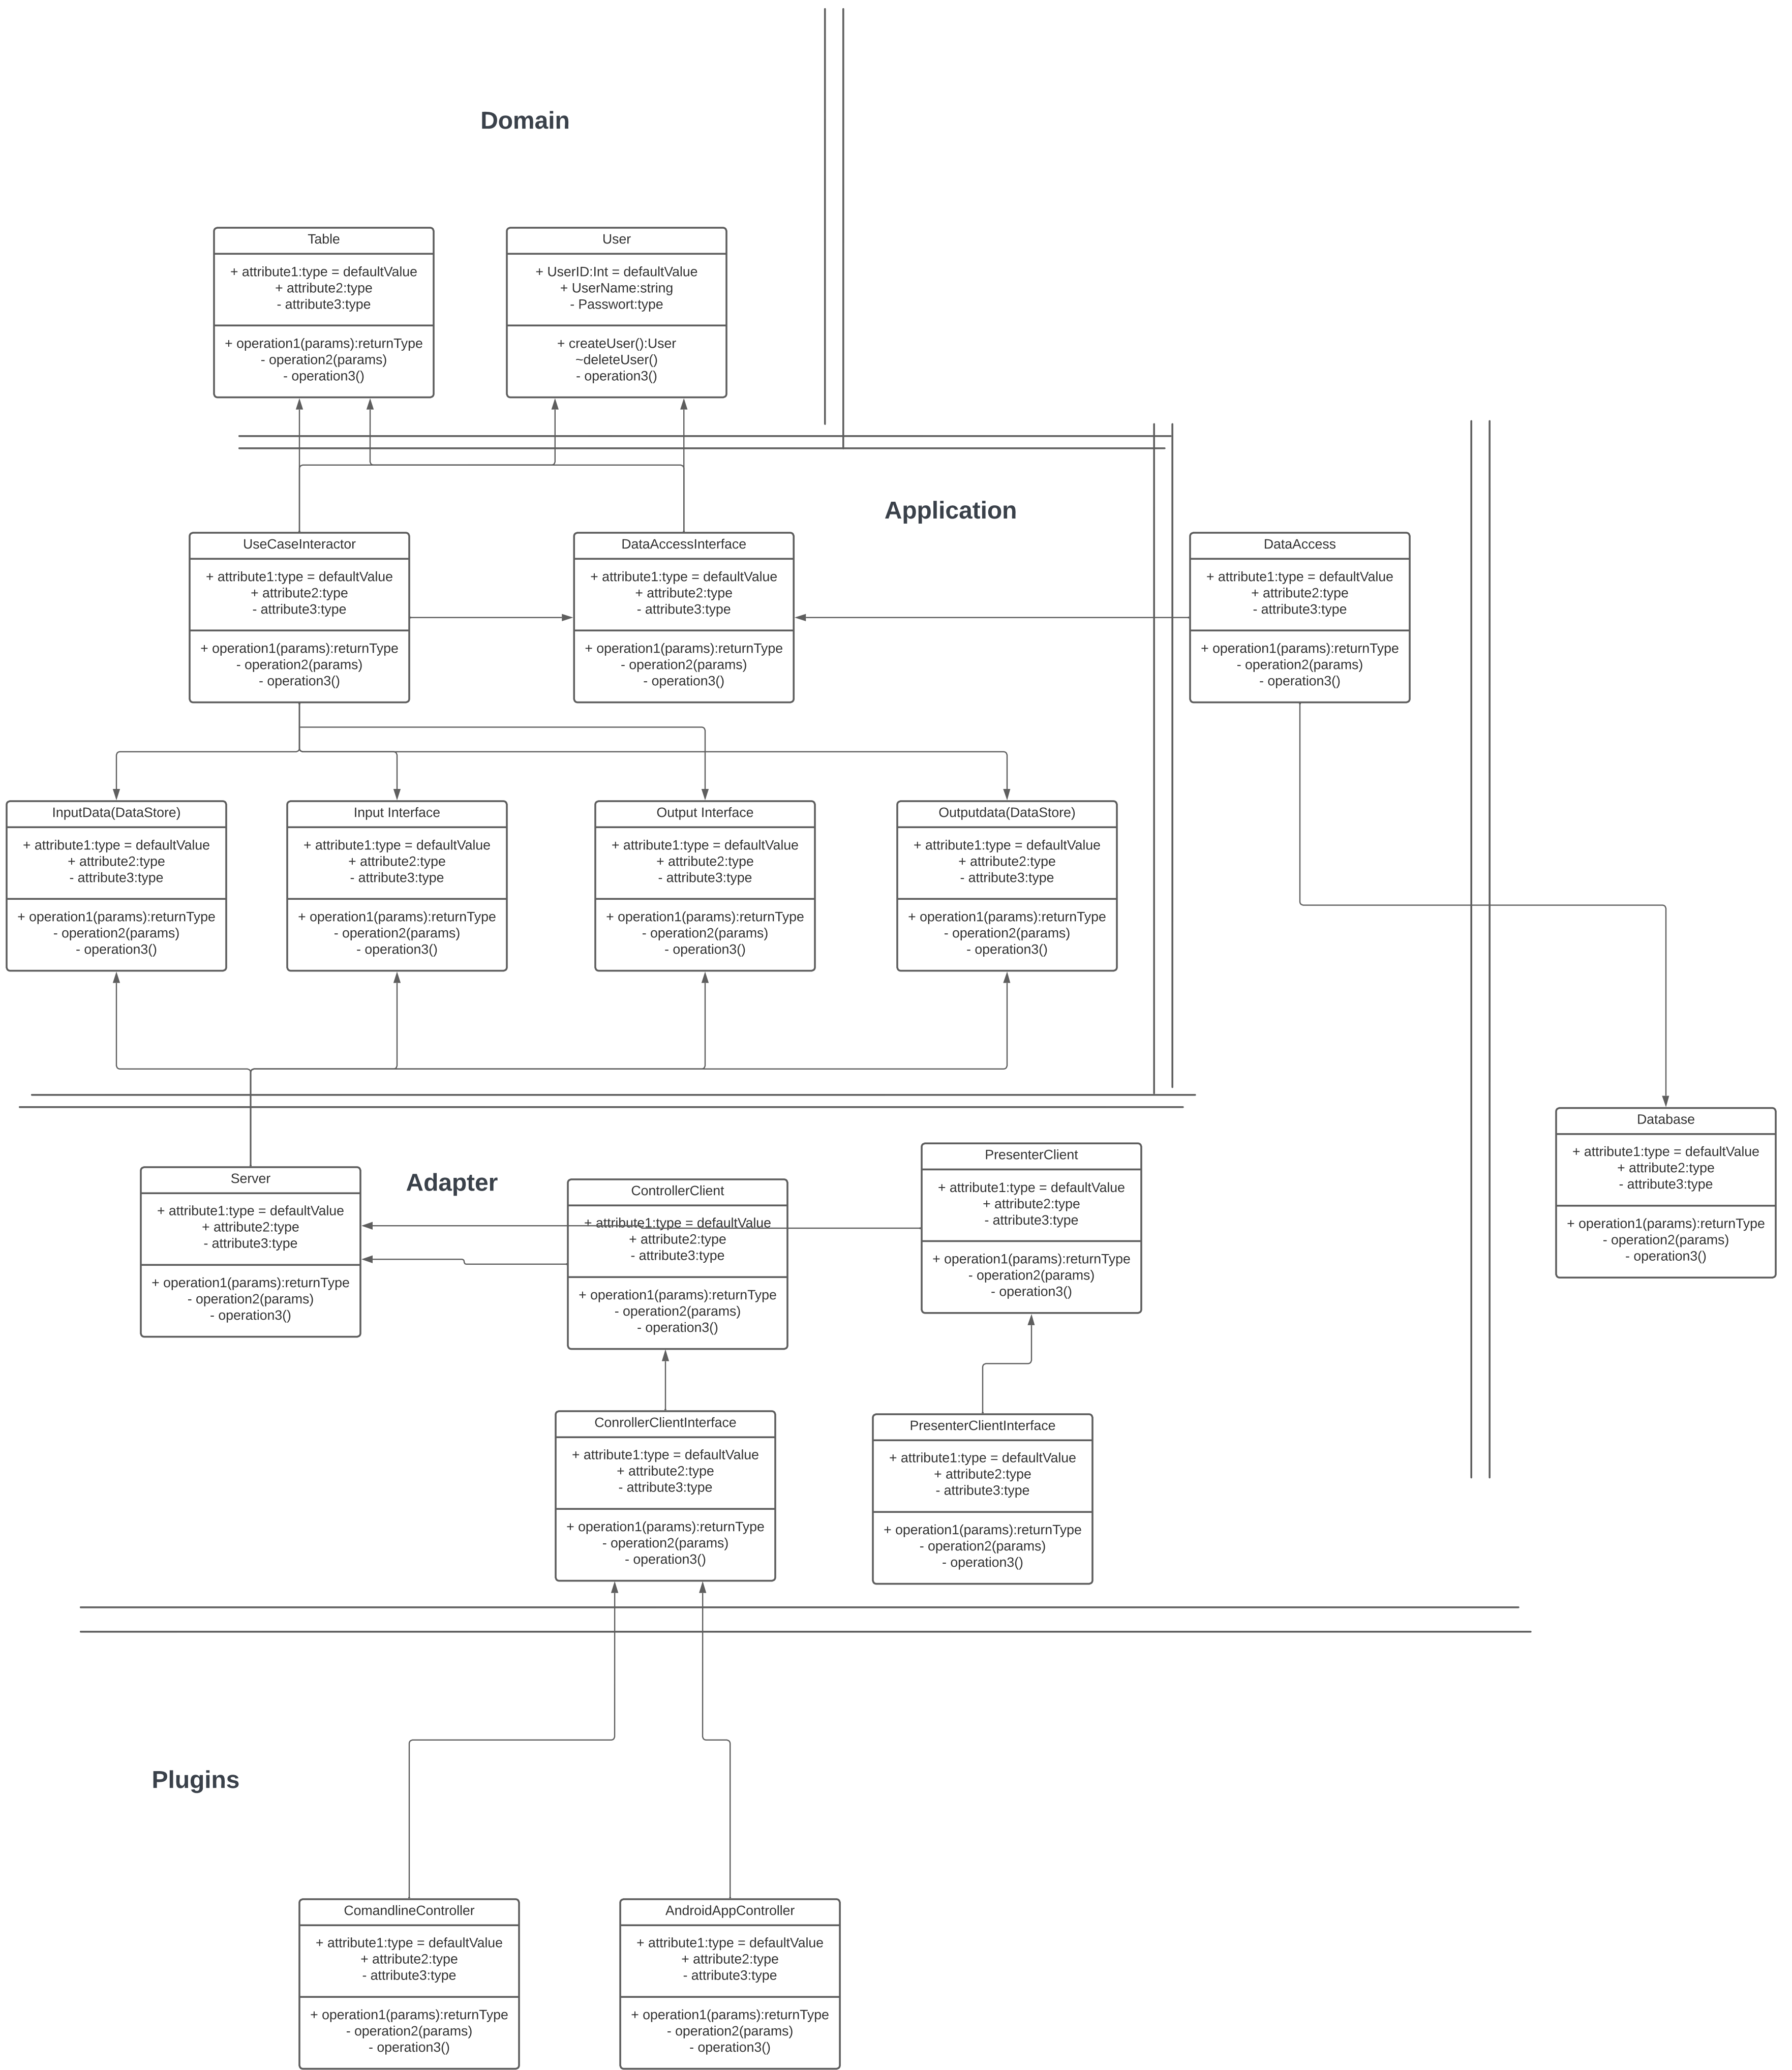 Domain
Table
+ attribute1:type = defaultValue
+ attribute2:type
- attribute3:type
+ operation1(params):returnType
- operation2(params)
- operation3()
User
+ UserID:Int = defaultValue
+ UserName:string
- Passwort:type
+ createUser():User
~deleteUser()
- operation3()
Application
UseCaseInteractor
+ attribute1:type = defaultValue
+ attribute2:type
- attribute3:type
+ operation1(params):returnType
- operation2(params)
- operation3()
DataAccessInterface
+ attribute1:type = defaultValue
+ attribute2:type
- attribute3:type
+ operation1(params):returnType
- operation2(params)
- operation3()
DataAccess
+ attribute1:type = defaultValue
+ attribute2:type
- attribute3:type
+ operation1(params):returnType
- operation2(params)
- operation3()
InputData(DataStore)
+ attribute1:type = defaultValue
+ attribute2:type
- attribute3:type
+ operation1(params):returnType
- operation2(params)
- operation3()
Input Interface
+ attribute1:type = defaultValue
+ attribute2:type
- attribute3:type
+ operation1(params):returnType
- operation2(params)
- operation3()
Output Interface
+ attribute1:type = defaultValue
+ attribute2:type
- attribute3:type
+ operation1(params):returnType
- operation2(params)
- operation3()
Outputdata(DataStore)
+ attribute1:type = defaultValue
+ attribute2:type
- attribute3:type
+ operation1(params):returnType
- operation2(params)
- operation3()
Database
+ attribute1:type = defaultValue
+ attribute2:type
- attribute3:type
+ operation1(params):returnType
- operation2(params)
- operation3()
Adapter
Server
+ attribute1:type = defaultValue
+ attribute2:type
- attribute3:type
+ operation1(params):returnType
- operation2(params)
- operation3()
ControllerClient
+ attribute1:type = defaultValue
+ attribute2:type
- attribute3:type
+ operation1(params):returnType
- operation2(params)
- operation3()
PresenterClient
+ attribute1:type = defaultValue
+ attribute2:type
- attribute3:type
+ operation1(params):returnType
- operation2(params)
- operation3()
ConrollerClientInterface
+ attribute1:type = defaultValue
+ attribute2:type
- attribute3:type
+ operation1(params):returnType
- operation2(params)
- operation3()
PresenterClientInterface
+ attribute1:type = defaultValue
+ attribute2:type
- attribute3:type
+ operation1(params):returnType
- operation2(params)
- operation3()
Plugins
ComandlineController
+ attribute1:type = defaultValue
+ attribute2:type
- attribute3:type
+ operation1(params):returnType
- operation2(params)
- operation3()
AndroidAppController
+ attribute1:type = defaultValue
+ attribute2:type
- attribute3:type
+ operation1(params):returnType
- operation2(params)
- operation3()